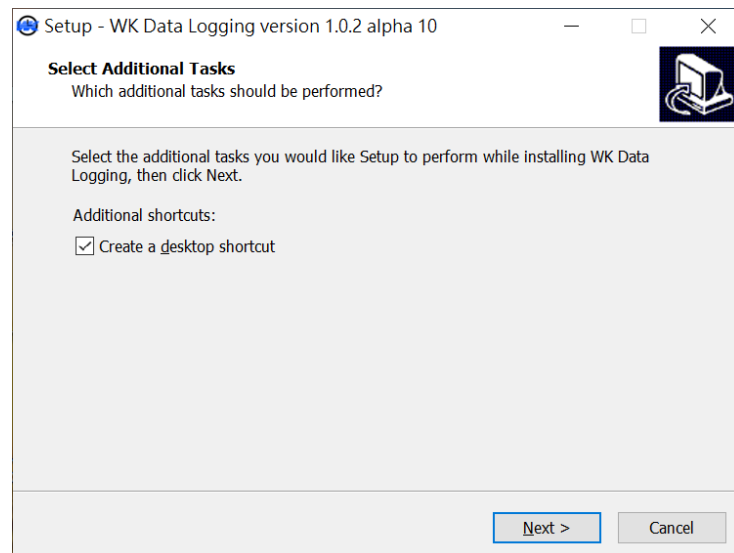 Setup - WK Data Logging version 1.0.2 alpha 10
Select Additional Tasks
Which additional tasks should be performed?
Select the additional tasks you would like Setup to perform while installing WK Data
Logging, then click Next.
Additional shortcuts:
Create a desktop shortcut
Next >
Cancel